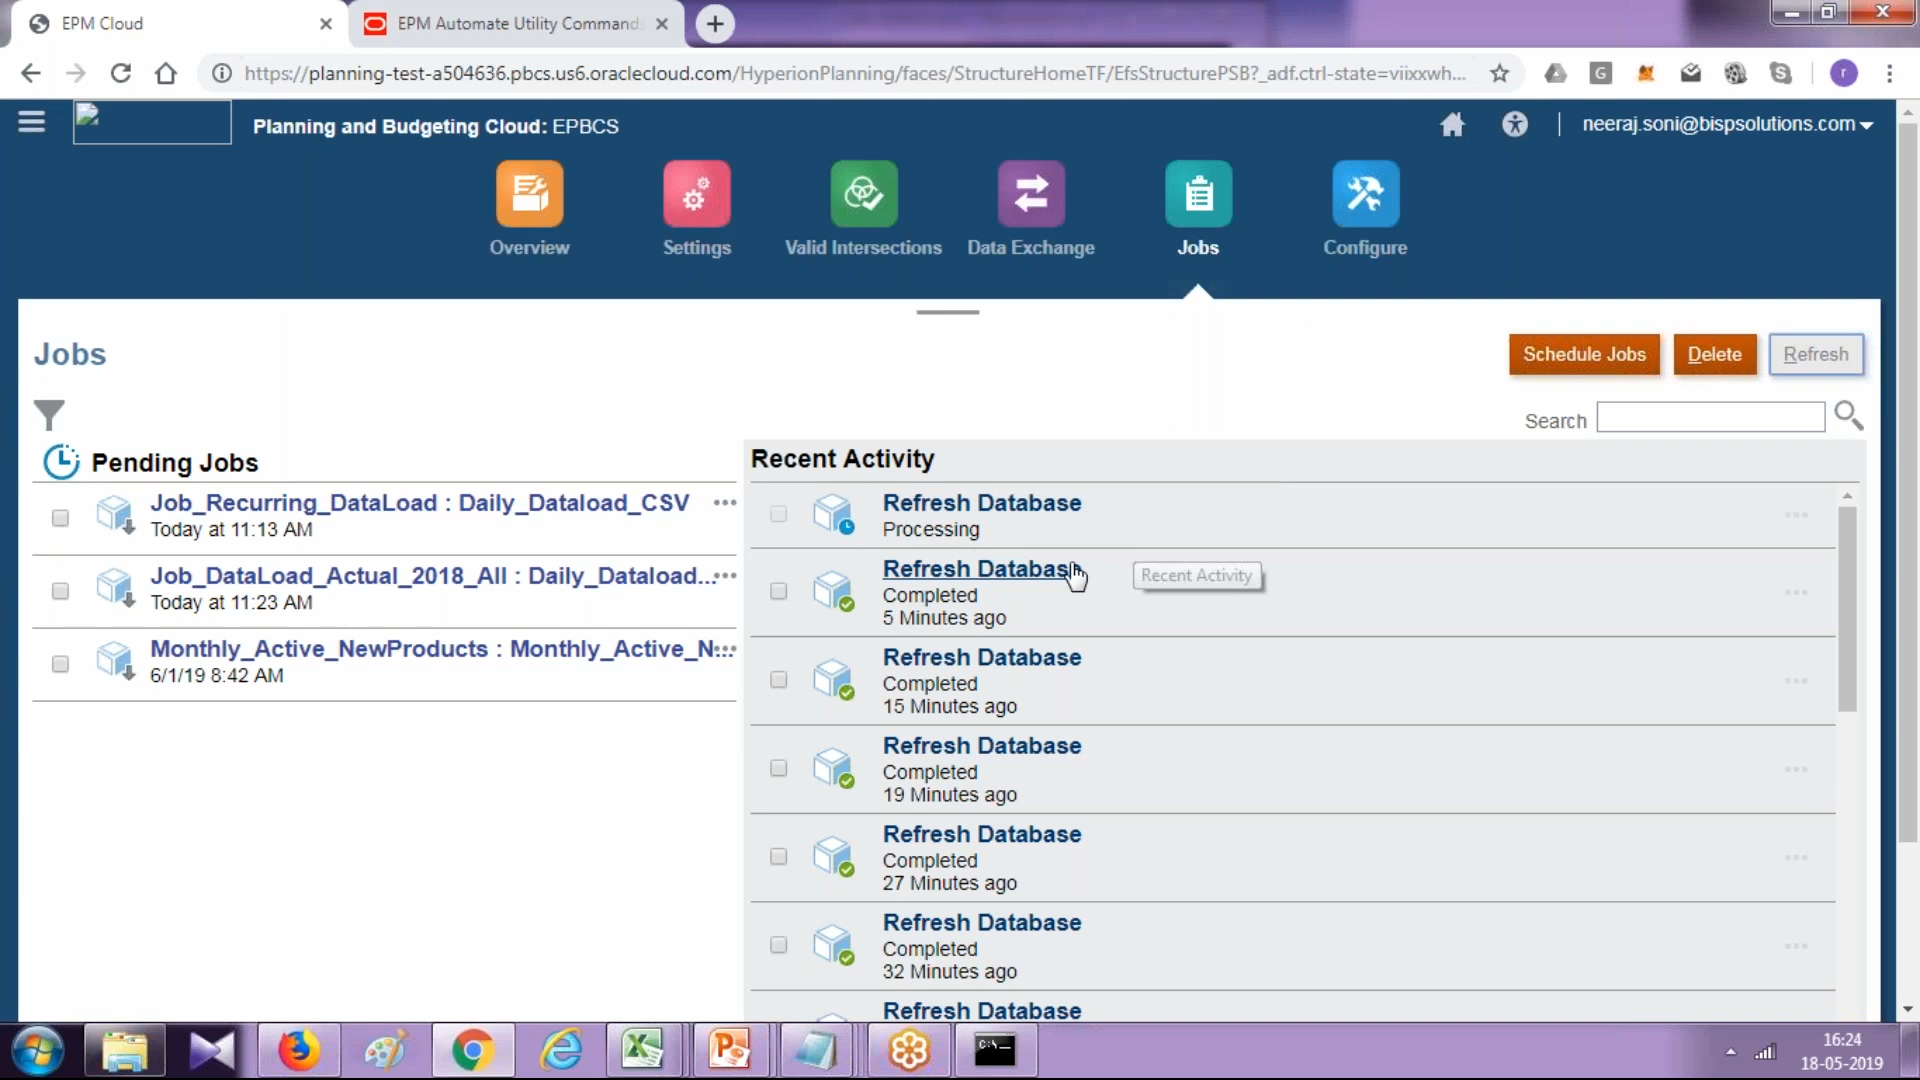 EPM Cloud
EPM Automate Utility Commands
https://planning-test-a504636.pbcs.us6.oraclecloud.com/HyperionPlanning/faces/StructureHomeTF/EfsStructurePSB?_adf.ctrl-state=viixxwh...
G
r
Planning and Budgeting Cloud: EPBCS
neeraj.soni@bispsolutions.com
Overview
Settings
Valid Intersections
Data Exchange
Jobs
Configure
Jobs
Schedule Jobs
Delete
Refresh
Search
Pending Jobs
Job_Recurring_DataLoad : Daily_Dataload_CSV
Today at 11:13 AM
Job_DataLoad_Actual_2018_All : Daily_Dataload...
Today at 11:23 AM
Monthly_Active_NewProducts : Monthly_Active_N...
6/1/19 8:42 AM
Recent Activity
Refresh Database
Processing
Refresh Database
Completed
5 Minutes ago
Recent Activity
Refresh Database
Completed
15 Minutes ago
Refresh Database
Completed
19 Minutes ago
Refresh Database
Completed
27 Minutes ago
Refresh Database
Completed
32 Minutes ago
Refresh Database
16:24
18-05-2019